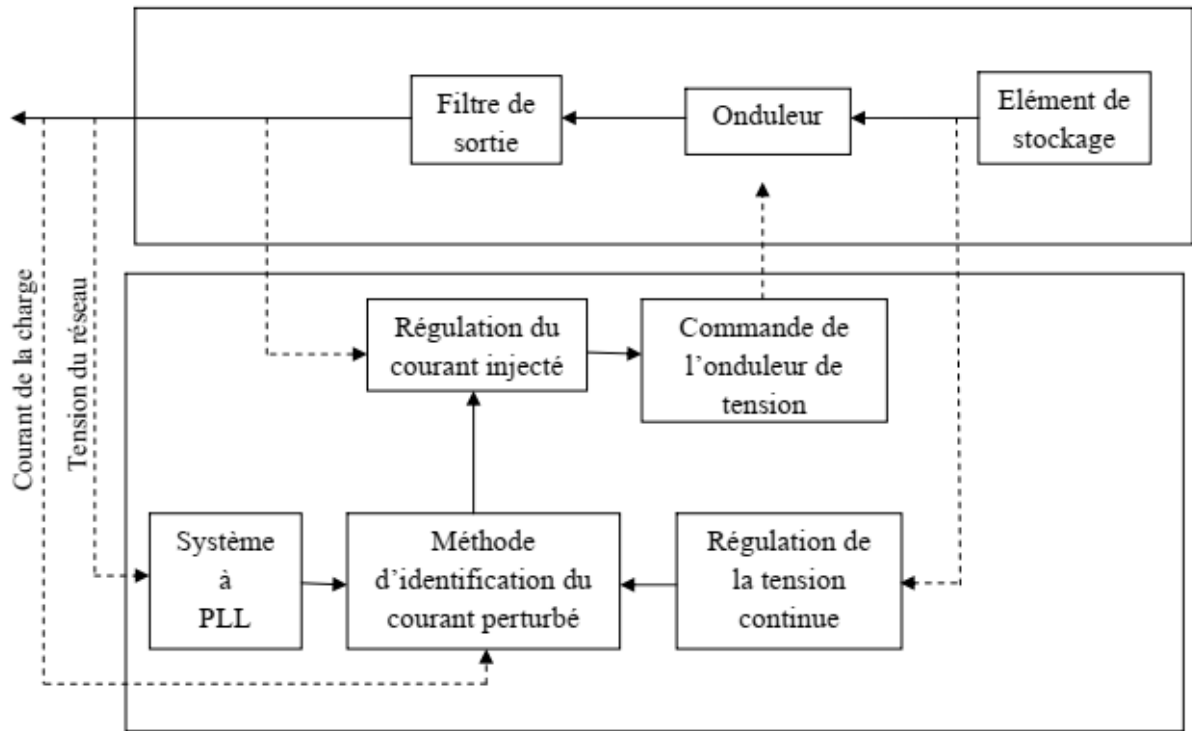 Filtre de
sortie
Onduleur
Elément de
stockage
Courant de la charge
Tension du réseau
Régulation du
courant injecté
Commande de
l’onduleur de
tension
Système
à
PLL
Méthode
d’identification du
courant perturbé
Régulation de
la tension
continue